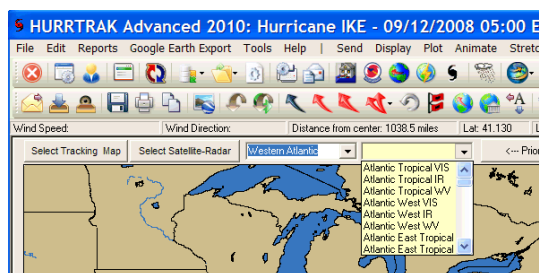 HURRTRAK Advanced 2010: Hurricane IKE - 09/12/2008 05:00 E
File Edit Reports Google Earth Export Tools Help | Send Display Plot Animate Stretc
Wind Speed: Wind Direction: Distance from center: 1038.5 miles Lat: 41.130 L
Select Tracking Map Select Satellite-Radar Western Atlantic <--- Prior
Atlantic Tropical VIS
Atlantic Tropical IR
Atlantic Tropical WV
Atlantic West VIS
Atlantic West IR
Atlantic West WV
Atlantic East Tropical
Atlantic East Tropical